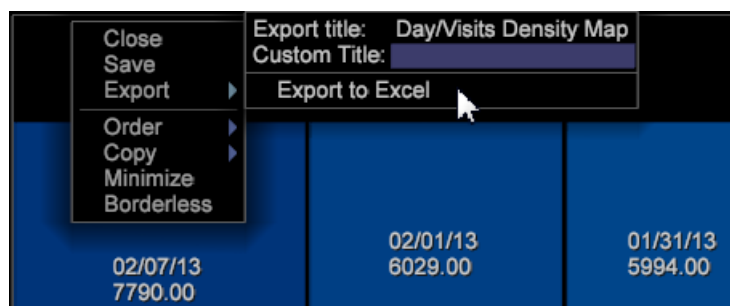 Close
Save
Export
Order
Copy
Minimize
Borderless
Export title: Day/Visits Density Map
Custom Title:
Export to Excel
02/07/13
7790.00
02/01/13
6029.00
01/31/13
5994.00